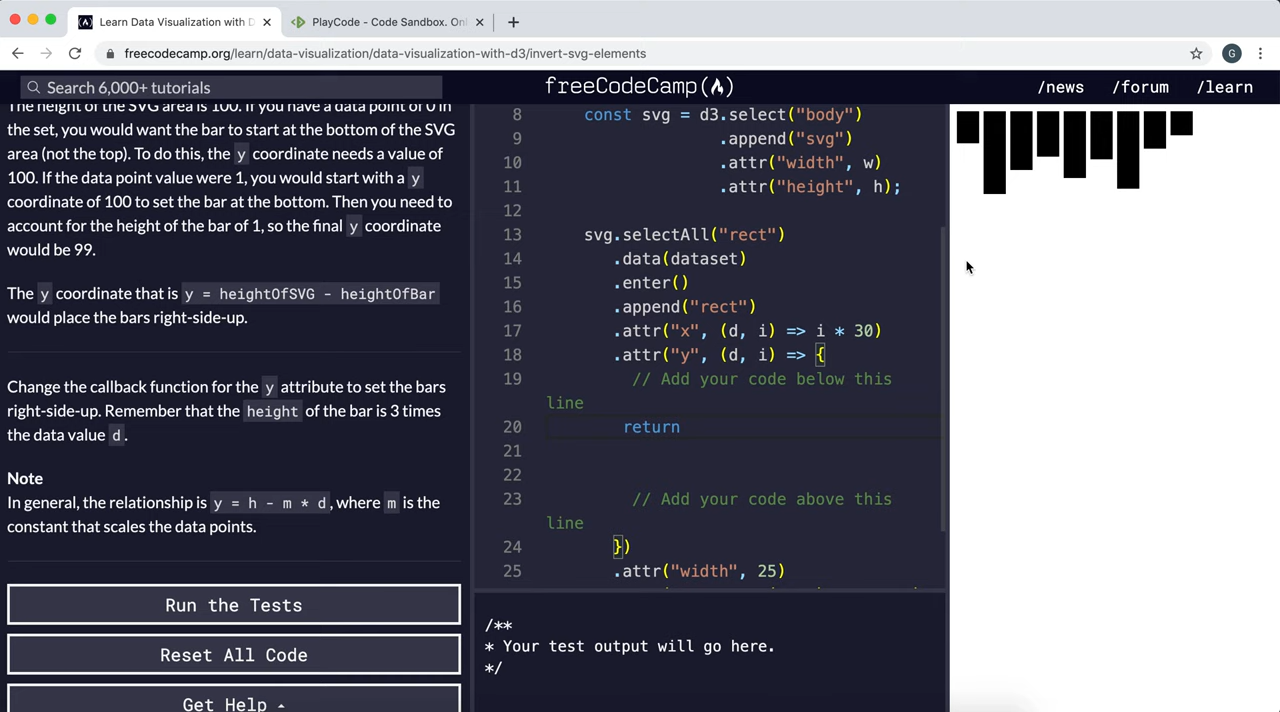 Learn Data Visualization with D
PlayCode - Code Sandbox. Onl
freecodecamp.org/learn/data-visualization/data-visualization-with-d3/invert-svg-elements
G
Search 6,000+ tutorials
freeCodeCamp
/news
/forum
/learn
The height of the SVG area is 100. If you have a data point of 0 in
the set, you would want the bar to start at the bottom of the SVG
area (not the top). To do this, the y coordinate needs a value of
100. If the data point value were 1, you would start with a y
coordinate of 100 to set the bar at the bottom. Then you need to
account for the height of the bar of 1, so the final y coordinate
would be 99.
The y coordinate that is y = heightOfSVG - heightOfBar
would place the bars right-side-up.
Change the callback function for the y attribute to set the bars
right-side-up. Remember that the height of the bar is 3 times
the data value d.
Note
In general, the relationship is y = h - m * d, where m is the
constant that scales the data points.
Run the Tests
Reset All Code
Get Help
8 const svg = d3.select("body")
9 .append("svg")
10 .attr("width", w)
11 .attr("height", h);
12
13 svg.selectAll("rect")
14 .data(dataset)
15 .enter()
16 .append("rect")
17 .attr("x", (d, i) => i * 30)
18 .attr("y", (d, i) => {
19 // Add your code below this
line
20 return
21
22
23 // Add your code above this
line
24 })
25 .attr("width", 25)
/**
* Your test output will go here.
*/